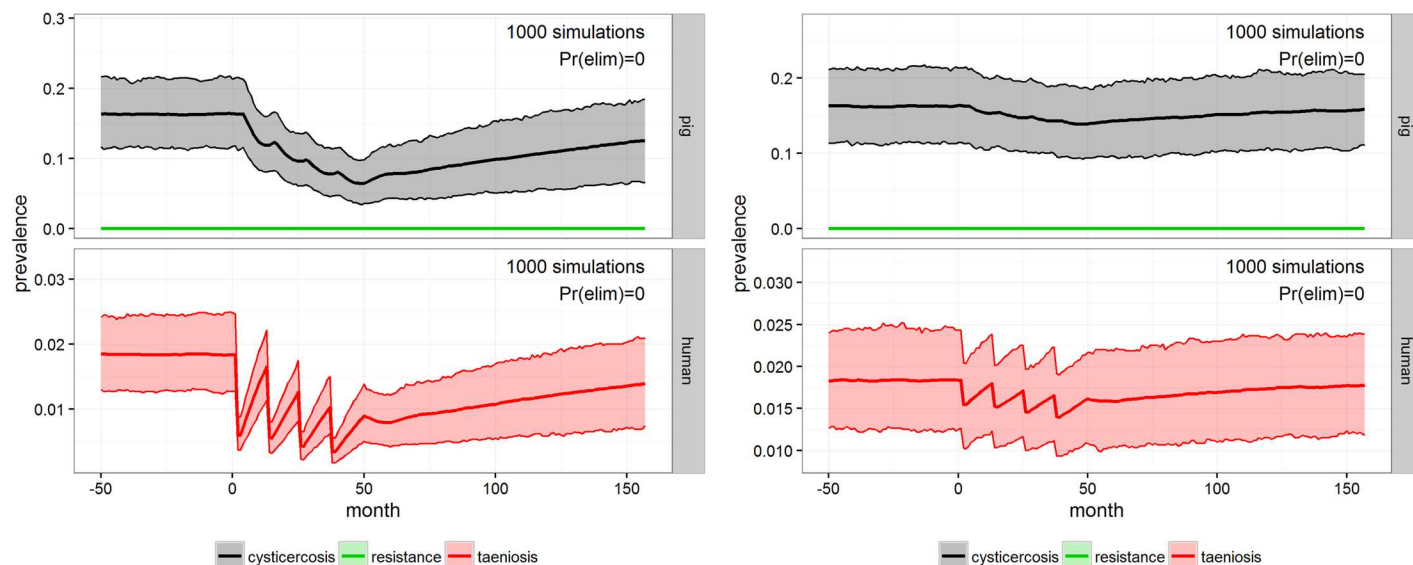 0.3
0.2
0.1
0.0
1000 simulations
Pr(elim)=0
pig
prevalence
0.03
0.02
0.01
1000 simulations
Pr(elim)=0
human
-50 0 50 100 150
month
cysticercosis resistance taeniosis
0.2
0.1
0.0
1000 simulations
Pr(elim)=0
pig
prevalence
0.030
0.025
0.020
0.015
0.010
1000 simulations
Pr(elim)=0
human
-50 0 50 100 150
month
cysticercosis resistance taeniosis